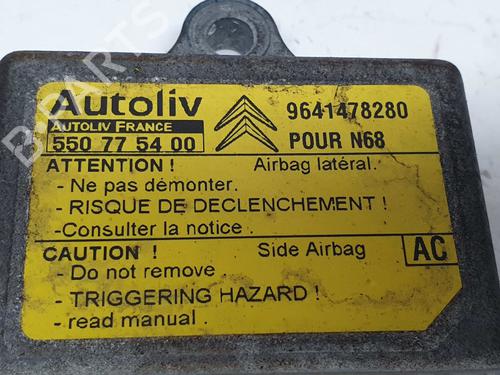 Autoliv
AUTOLIV FRANCE
550 77 54 00
9641478280
POUR N68
ATTENTION ! Airbag latéral.
- Ne pas démonter.
- RISQUE DE DECLENCHEMENT !
-Consulter la notice .
CAUTION ! Side Airbag AC
- Do not remove .
- TRIGGERING HAZARD !
- read manual .
B-PARTS